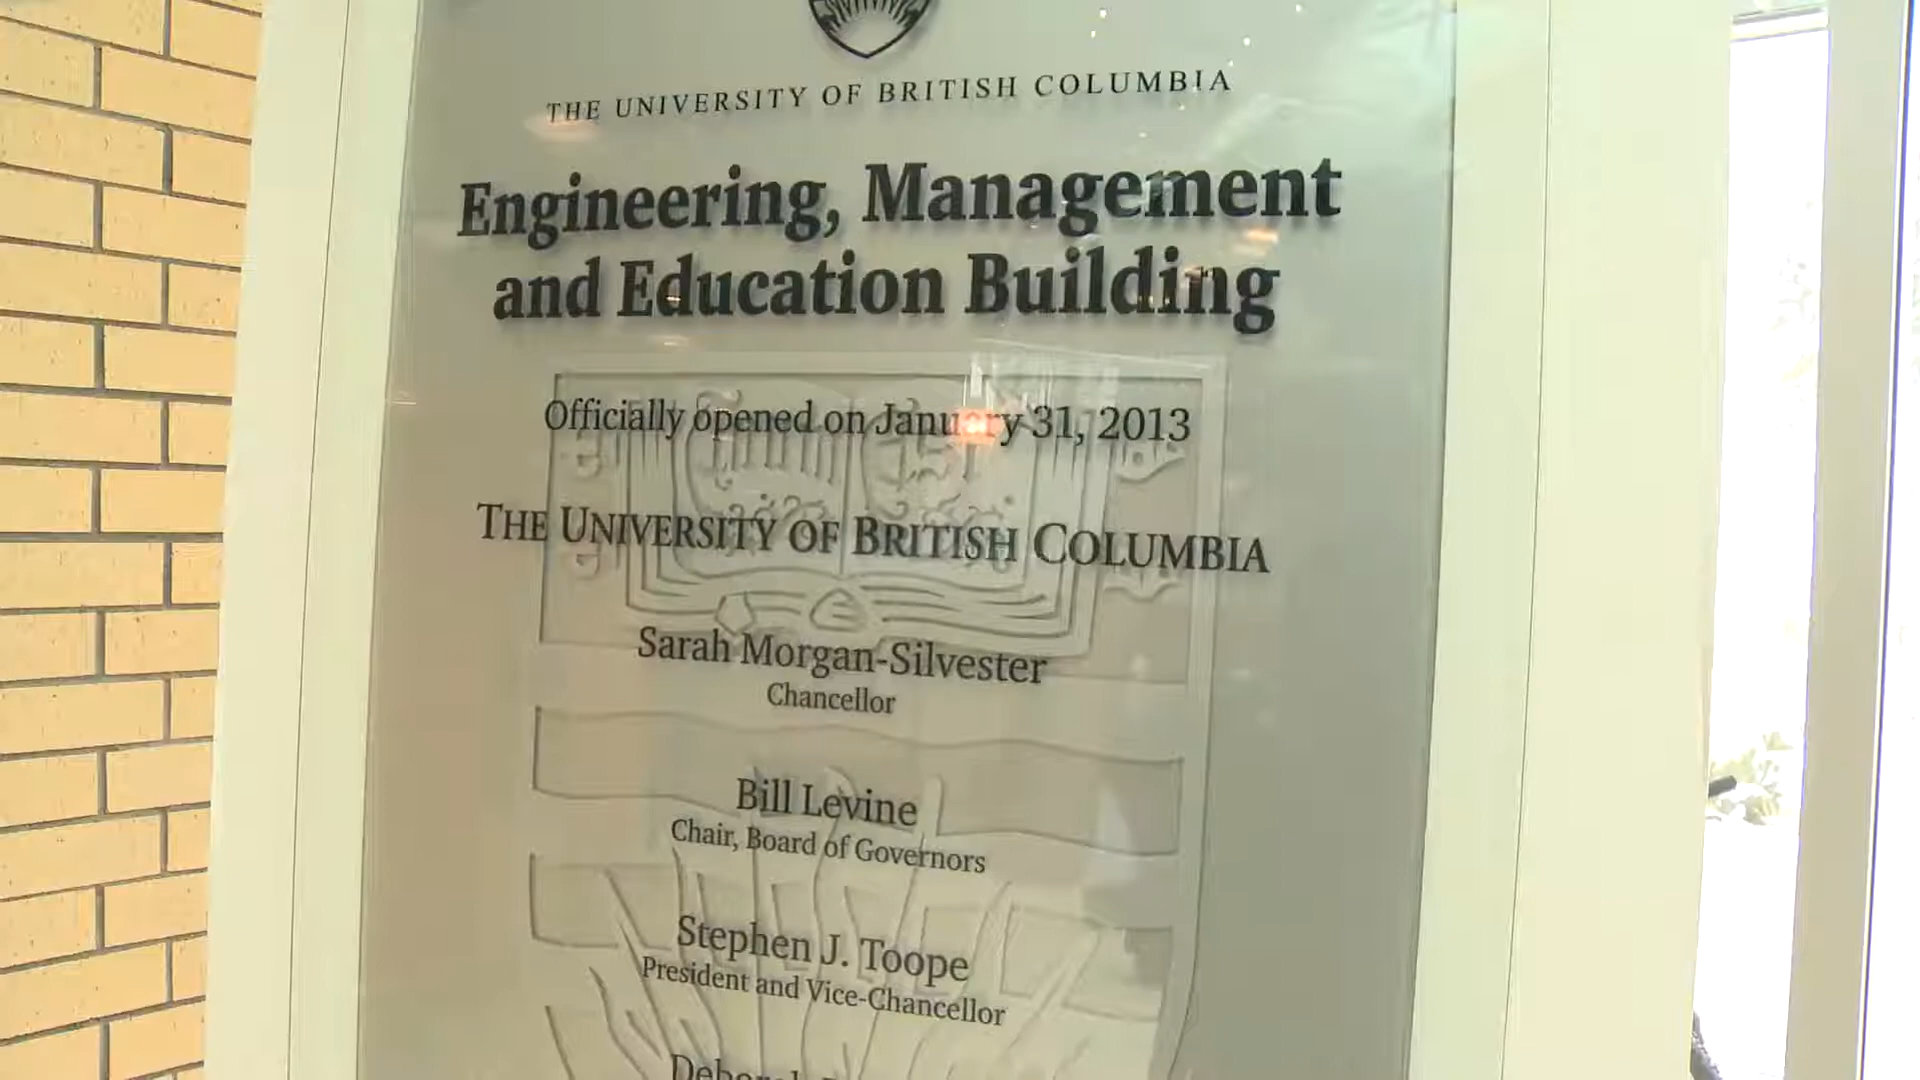 THE UNIVERSITY OF BRITISH COLUMBIA
Engineering, Management
and Education Building
Officially opened on January 31, 2013
THE UNIVERSITY OF BRITISH COLUMBIA
Sarah Morgan-Silvester
Chancellor
Bill Levine
Chair, Board of Governors
Stephen J. Toope
President and Vice-Chancellor